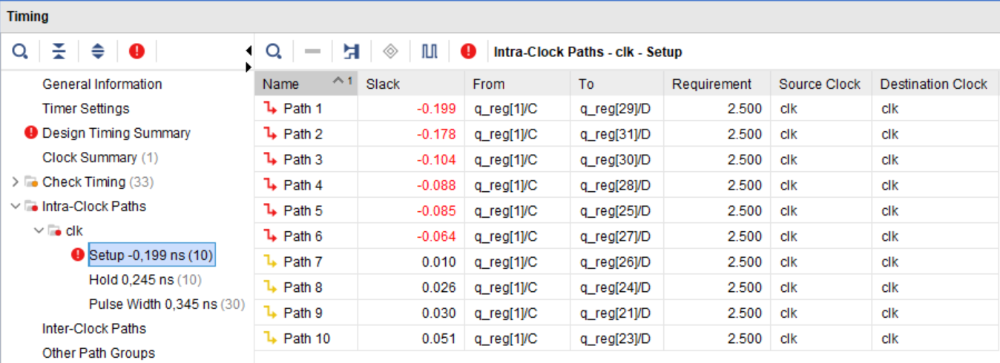 Timing
Intra-Clock Paths - clk - Setup
General Information
Timer Settings
Design Timing Summary
Clock Summary (1)
Check Timing (33)
Intra-Clock Paths
clk
Setup -0,199 ns (10)
Hold 0,245 ns (10)
Pulse Width 0,345 ns (30)
Inter-Clock Paths
Other Path Groups
Name 1 Slack From To Requirement Source Clock Destination Clock
Path 1 -0.199 q_reg[1]/C q_reg[29]/D 2.500 clk clk
Path 2 -0.178 q_reg[1]/C q_reg[31]/D 2.500 clk clk
Path 3 -0.104 q_reg[1]/C q_reg[30]/D 2.500 clk clk
Path 4 -0.088 q_reg[1]/C q_reg[28]/D 2.500 clk clk
Path 5 -0.085 q_reg[1]/C q_reg[25]/D 2.500 clk clk
Path 6 -0.064 q_reg[1]/C q_reg[27]/D 2.500 clk clk
Path 7 0.010 q_reg[1]/C q_reg[26]/D 2.500 clk clk
Path 8 0.026 q_reg[1]/C q_reg[24]/D 2.500 clk clk
Path 9 0.030 q_reg[1]/C q_reg[21]/D 2.500 clk clk
Path 10 0.051 q_reg[1]/C q_reg[23]/D 2.500 clk clk